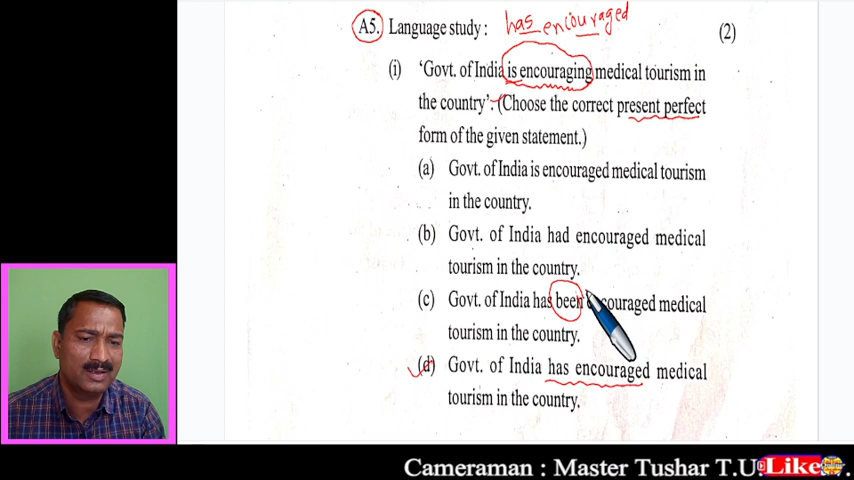 has encouraged
A5. Language study :
(2)
(i) 'Govt. of India is encouraging medical tourism in
the country'. (Choose the correct present perfect
form of the given statement.)
(a) Govt. of India is encouraged medical tourism
in the country.
(b) Govt. of India had encouraged medical
tourism in the country.
(c) Govt. of India has been encouraged medical
tourism in the country.
(d) Govt. of India has encouraged medical
tourism in the country.
Cameraman : Master Tushar T.U.
Like